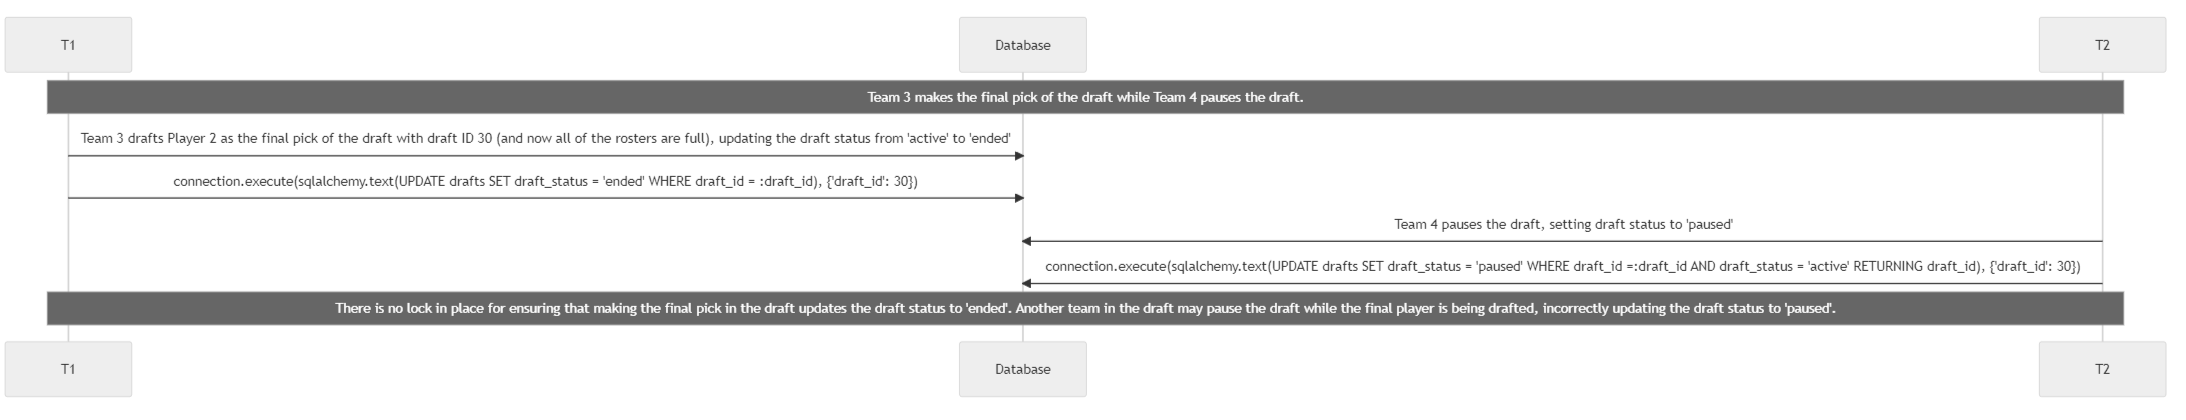 T1
Database
T2
Team 3 makes the final pick of the draft while Team 4 pauses the draft.
Team 3 drafts Player 2 as the final pick of the draft with draft ID 30 (and now all of the rosters are full), updating the draft status from 'active' to 'ended'
connection.execute(sqlalchemy.text(UPDATE drafts SET draft_status = 'ended' WHERE draft_id = :draft_id), {'draft_id': 30})
Team 4 pauses the draft, setting draft status to 'paused'
connection.execute(sqlalchemy.text(UPDATE drafts SET draft_status = 'paused' WHERE draft_id =:draft_id AND draft_status = 'active' RETURNING draft_id), {'draft_id': 30})
There is no lock in place for ensuring that making the final pick in the draft updates the draft status to 'ended'. Another team in the draft may pause the draft while the final player is being drafted, incorrectly updating the draft status to 'paused'.
T1
Database
T2